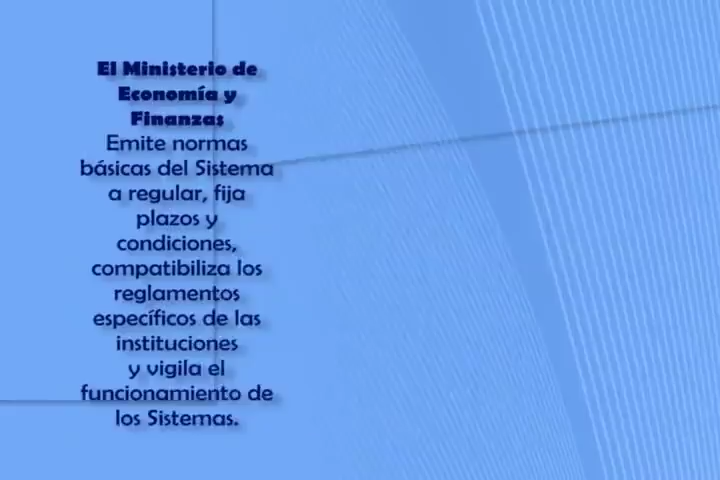 El Ministerio de
Economía y
Finanzas
Emite normas
básicas del Sistema
a regular, fija
plazos y
condiciones,
compatibiliza los
reglamentos
específicos de las
instituciones
y vigila el
funcionamiento de
los Sistemas.